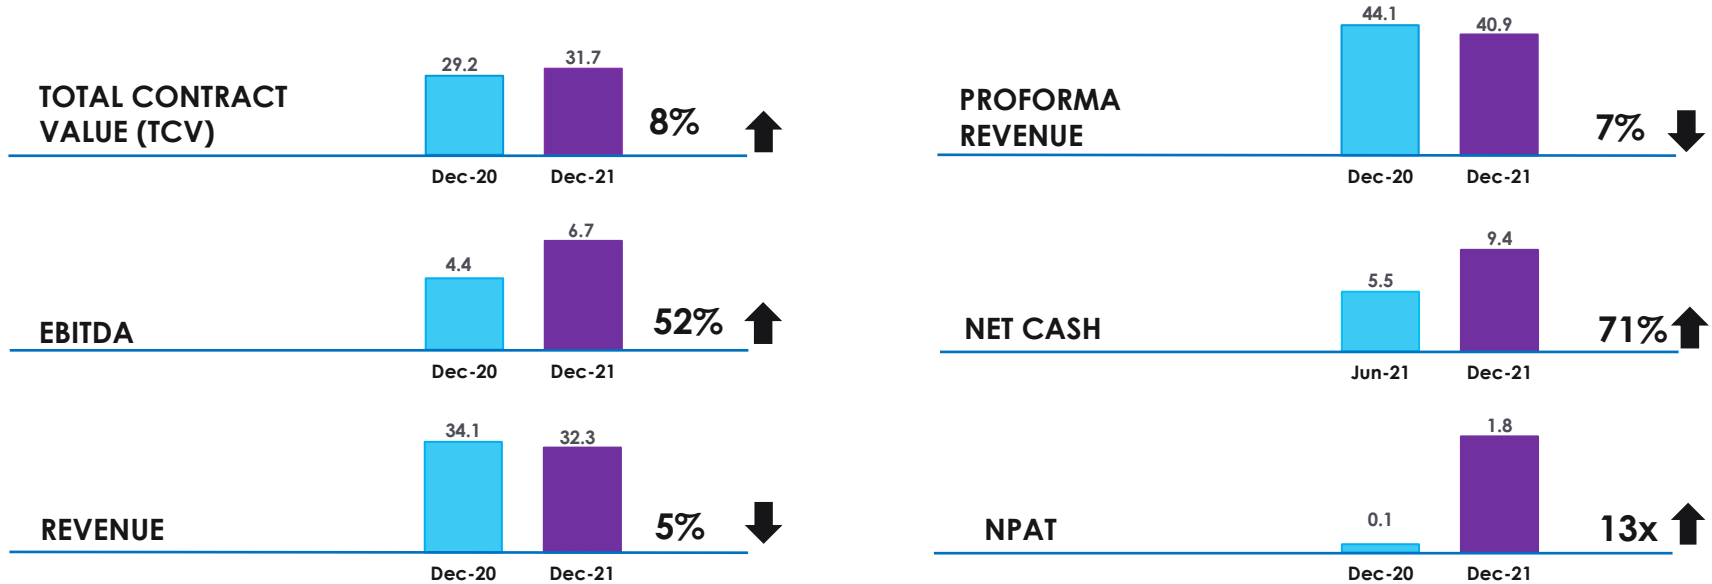 29.2
31.7
TOTAL CONTRACT
VALUE (TCV)
8%
Dec-20
Dec-21
44.1
40.9
PROFORMA
REVENUE
7%
Dec-20
Dec-21
4.4
6.7
EBITDA
52%
Dec-20
Dec-21
5.5
9.4
NET CASH
71%
Jun-21
Dec-21
34.1
32.3
REVENUE
5%
Dec-20
Dec-21
0.1
1.8
NPAT
13x
Dec-20
Dec-21